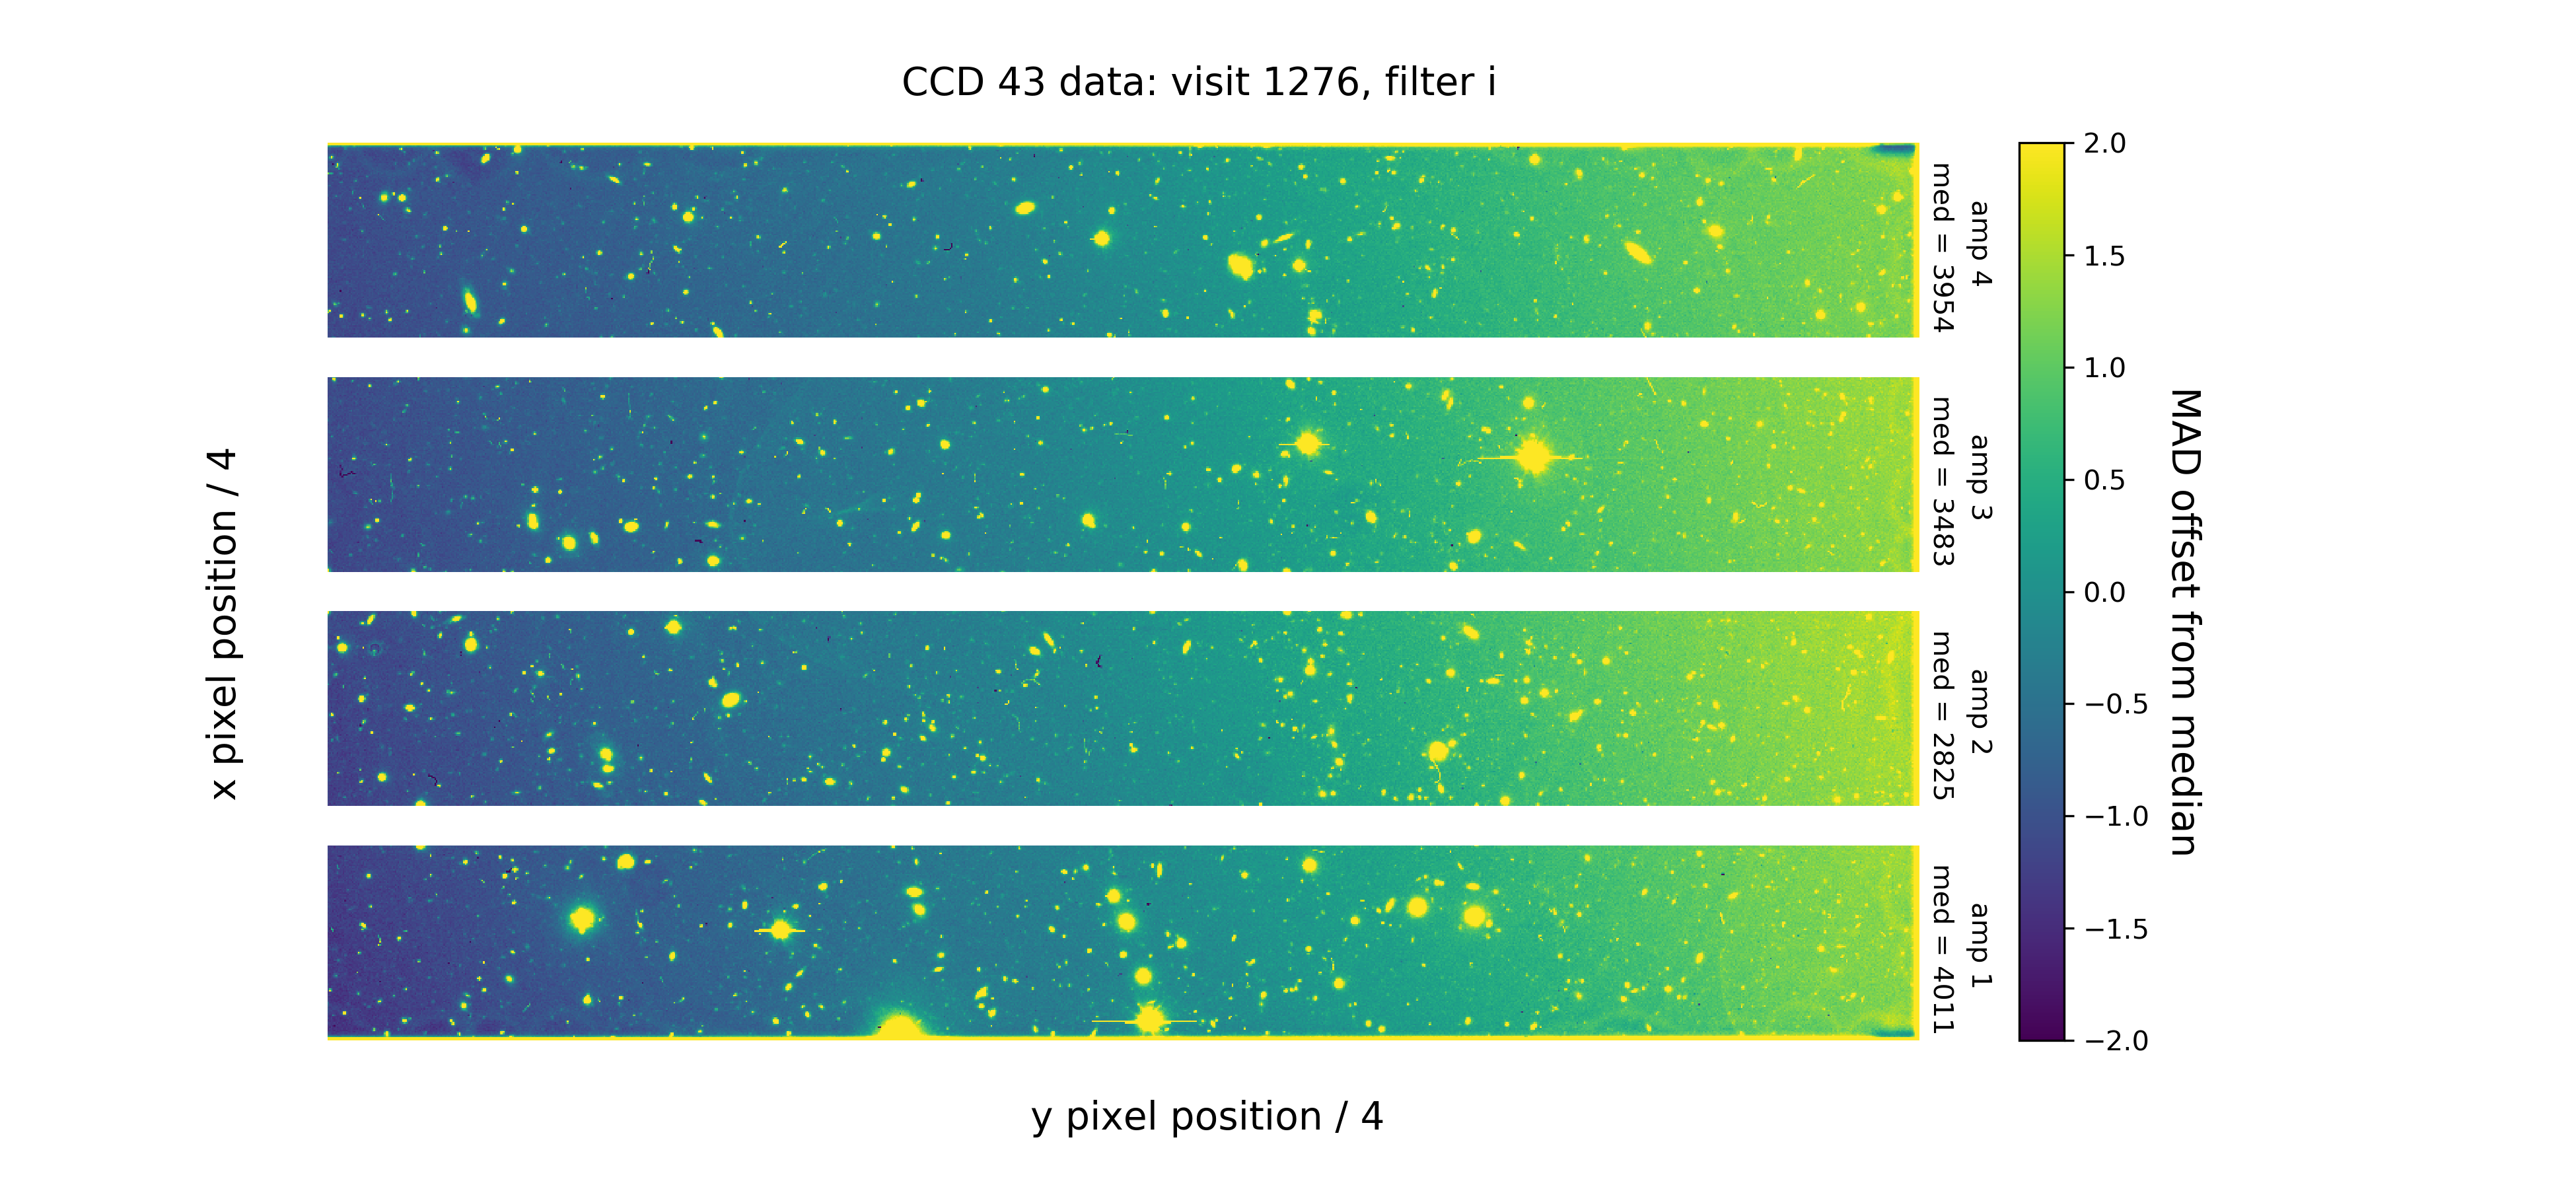 CCD 43 data: visit 1276, filter i
x pixel position / 4
amp 4
med = 3954
amp 3
med = 3483
amp 2
med = 2825
amp 1
med = 4011
2.0
1.5
1.0
0.5
0.0
−0.5
−1.0
−1.5
−2.0
MAD offset from median
y pixel position / 4